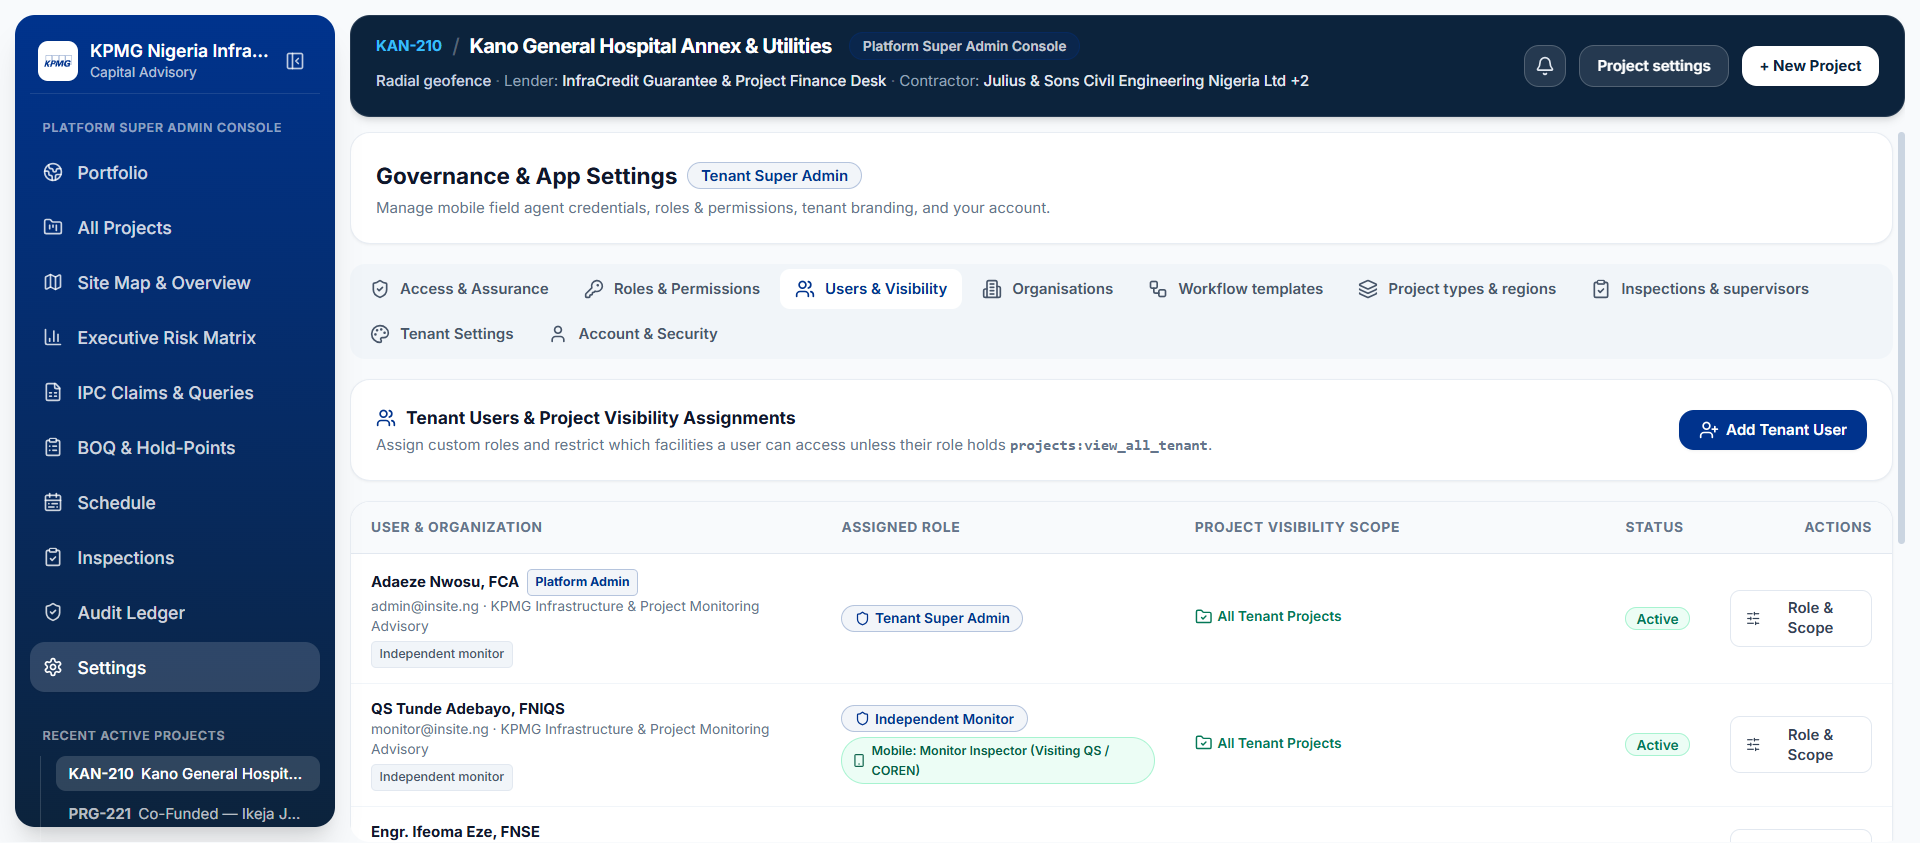 KPMG
KPMG Nigeria Infra...
Capital Advisory
PLATFORM SUPER ADMIN CONSOLE
Portfolio
All Projects
Site Map & Overview
Executive Risk Matrix
IPC Claims & Queries
BOQ & Hold-Points
Schedule
Inspections
Audit Ledger
Settings
RECENT ACTIVE PROJECTS
KAN-210 Kano General Hospit...
PRG-221 Co-Funded — Ikeja J...
KAN-210 / Kano General Hospital Annex & Utilities Platform Super Admin Console
Radial geofence · Lender: InfraCredit Guarantee & Project Finance Desk · Contractor: Julius & Sons Civil Engineering Nigeria Ltd +2
Project settings
+ New Project
Governance & App Settings Tenant Super Admin
Manage mobile field agent credentials, roles & permissions, tenant branding, and your account.
Access & Assurance Roles & Permissions Users & Visibility Organisations Workflow templates Project types & regions Inspections & supervisors
Tenant Settings Account & Security
Tenant Users & Project Visibility Assignments
Assign custom roles and restrict which facilities a user can access unless their role holds projects:view_all_tenant.
Add Tenant User
USER & ORGANIZATION ASSIGNED ROLE PROJECT VISIBILITY SCOPE STATUS ACTIONS
Adaeze Nwosu, FCA Platform Admin
admin@insite.ng · KPMG Infrastructure & Project Monitoring
Advisory
Independent monitor
Tenant Super Admin
All Tenant Projects
Active
Role &
Scope
QS Tunde Adebayo, FNIQS
monitor@insite.ng · KPMG Infrastructure & Project Monitoring
Advisory
Independent monitor
Independent Monitor
Mobile: Monitor Inspector (Visiting QS /
COREN)
All Tenant Projects
Active
Role &
Scope
Engr. Ifeoma Eze, FNSE